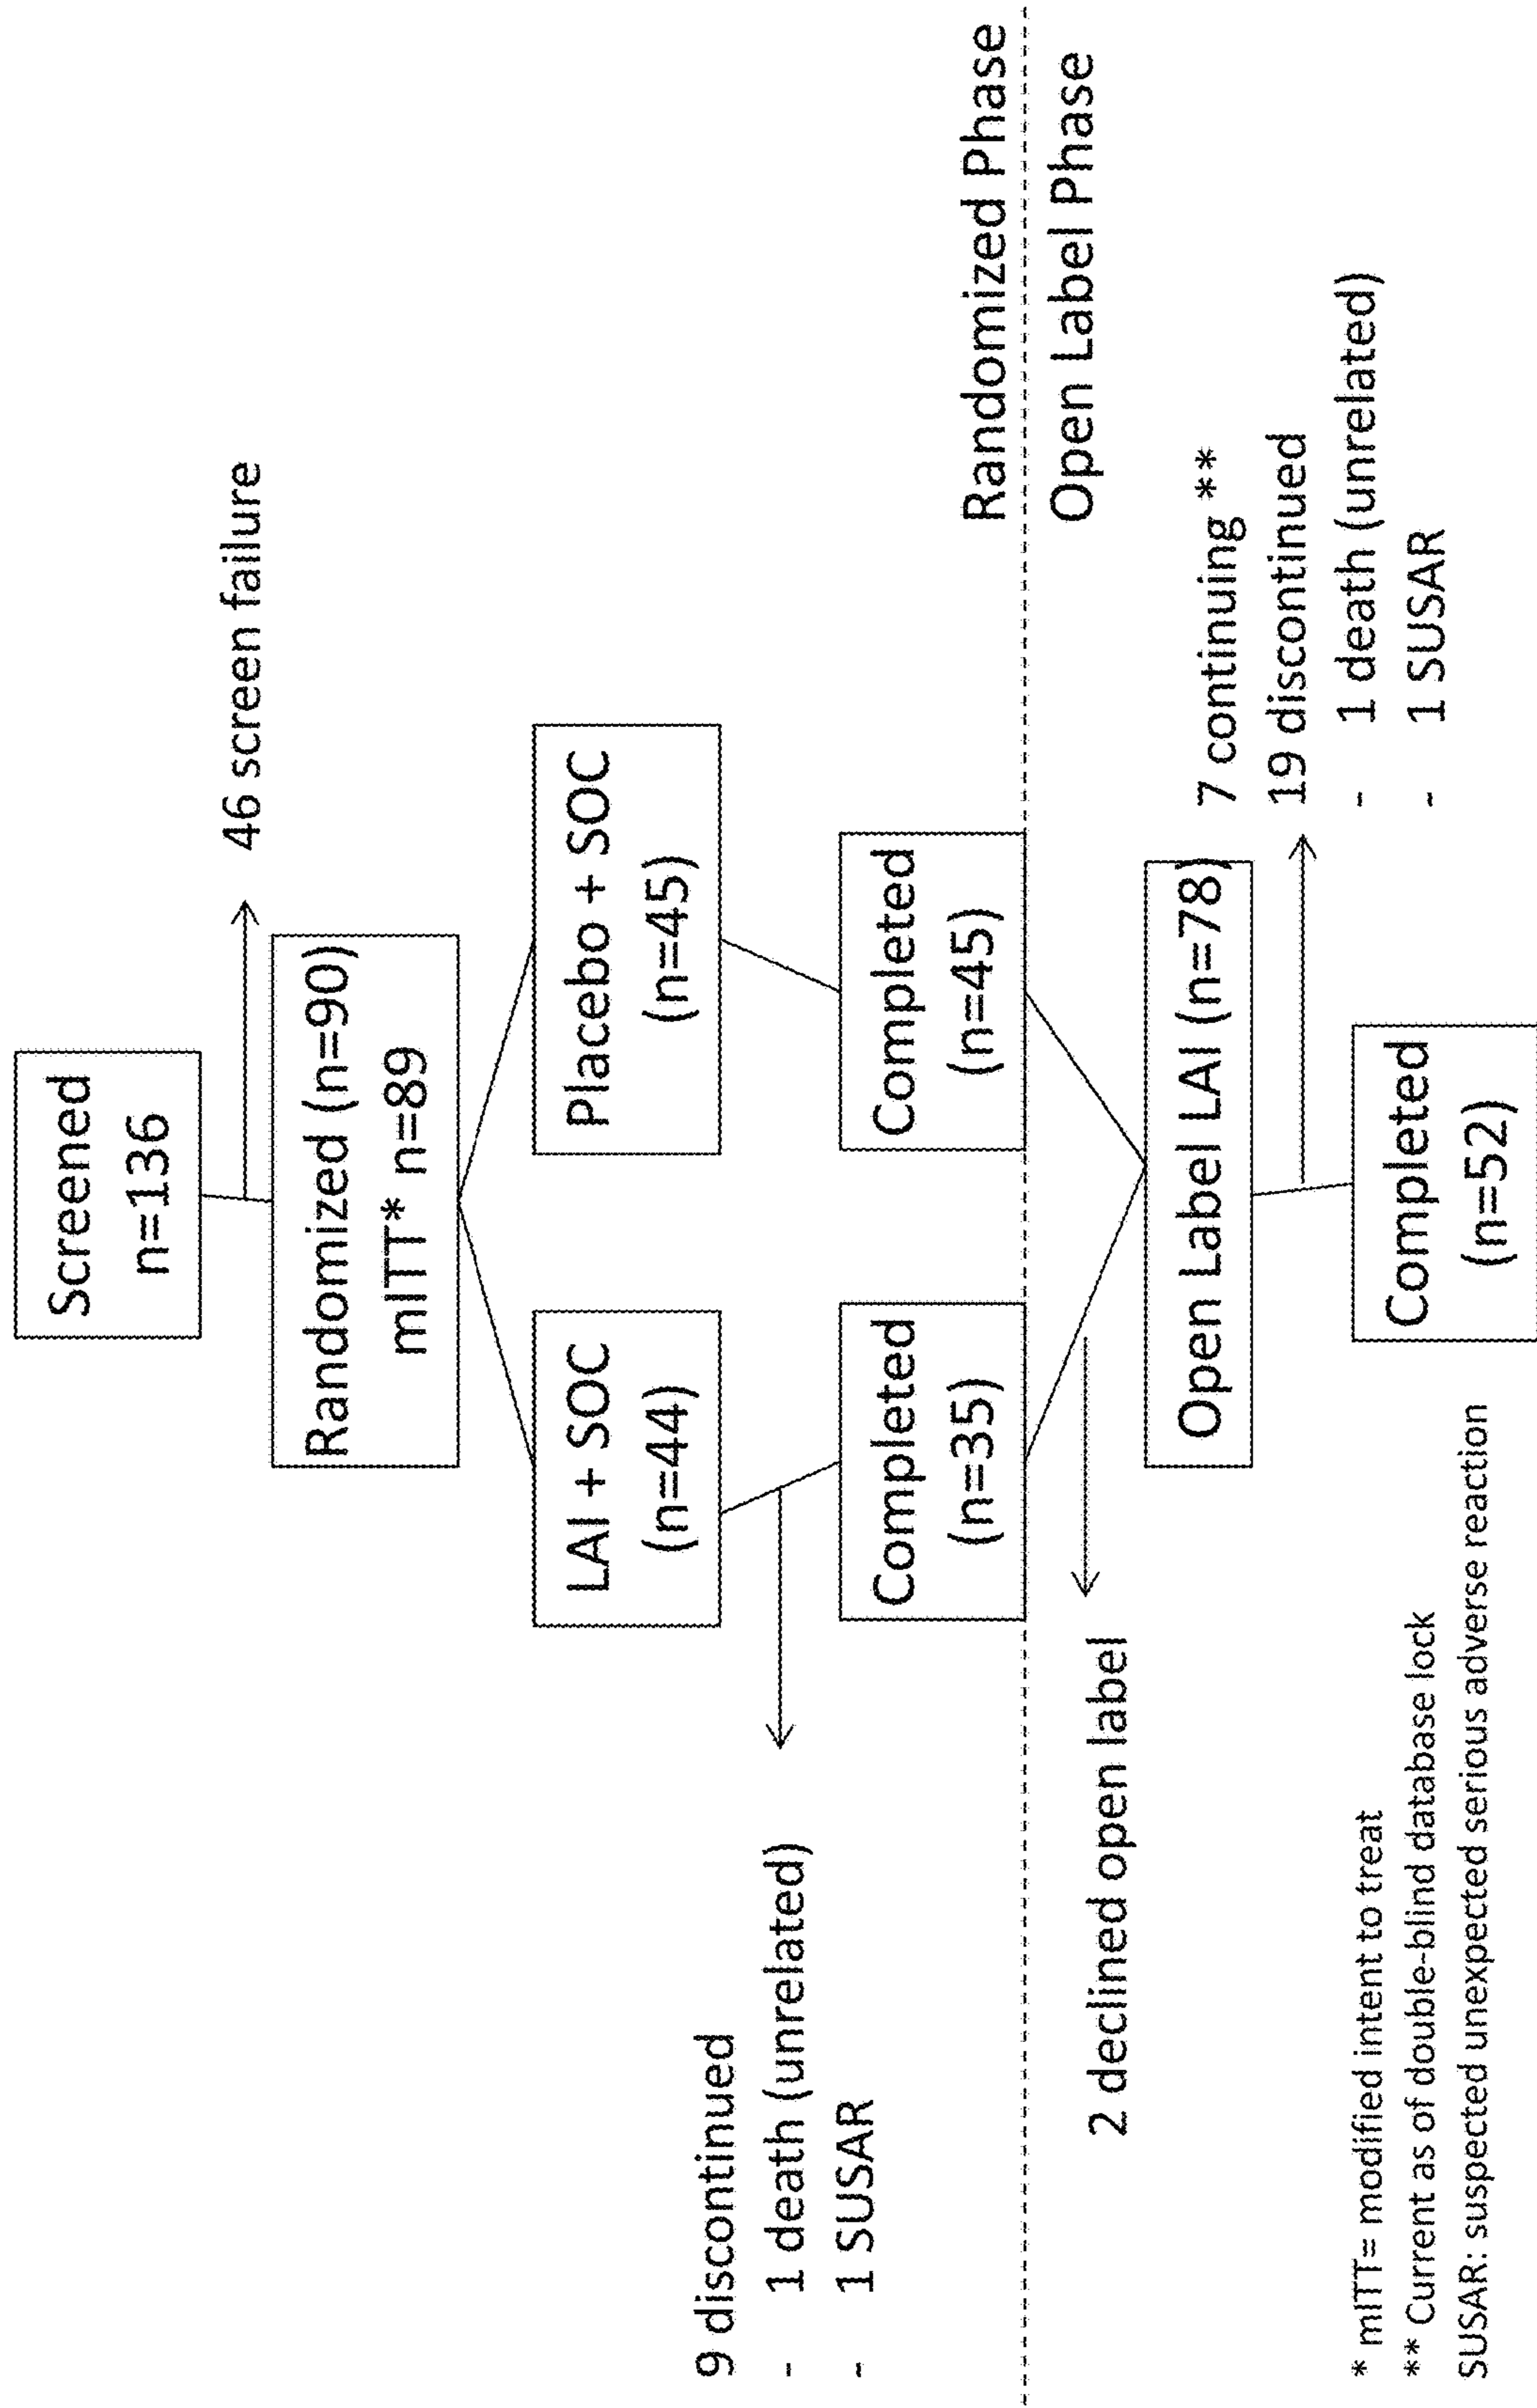 Screened
n=136
46 screen failure
Randomized (n=90)
mITT* n=89
LAI + SOC
(n=44)
Placebo + SOC
(n=45)
9 discontinued
- 1 death (unrelated)
- 1 SUSAR
Completed
(n=35)
Completed
(n=45)
Randomized Phase
Open Label Phase
2 declined open label
Open Label LAI (n=78)
7 continuing **
19 discontinued
- 1 death (unrelated)
- 1 SUSAR
Completed
(n=52)
* mITT= modified intent to treat
** Current as of double-blind database lock
SUSAR: suspected unexpected serious adverse reaction